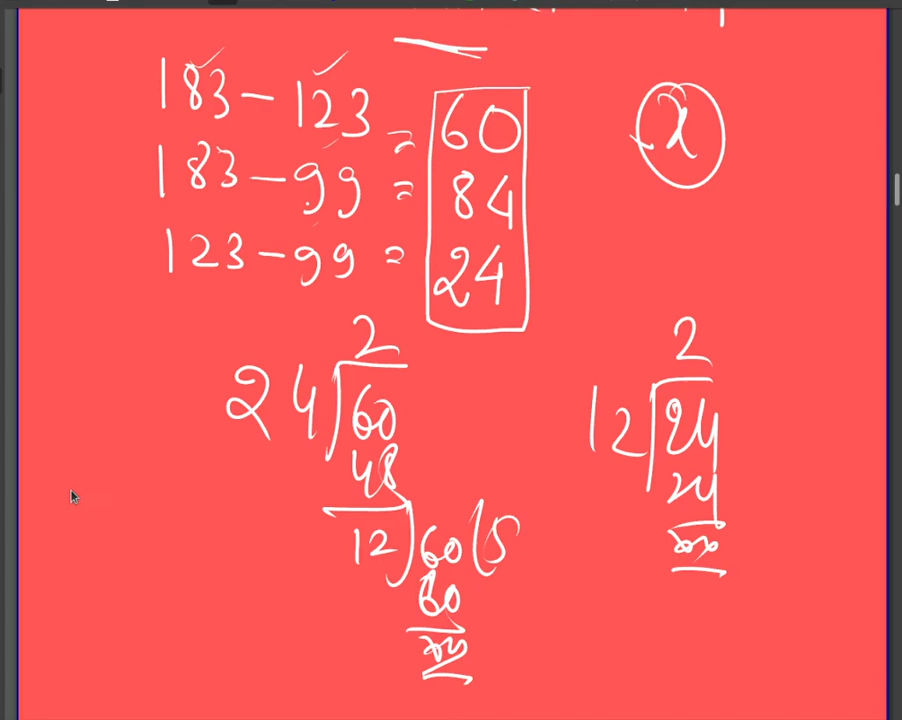 183 - 123 = 60
183 - 99 = 84
123 - 99 = 24
x
2
24)60
48
12)60(5
60
2
12)24
24